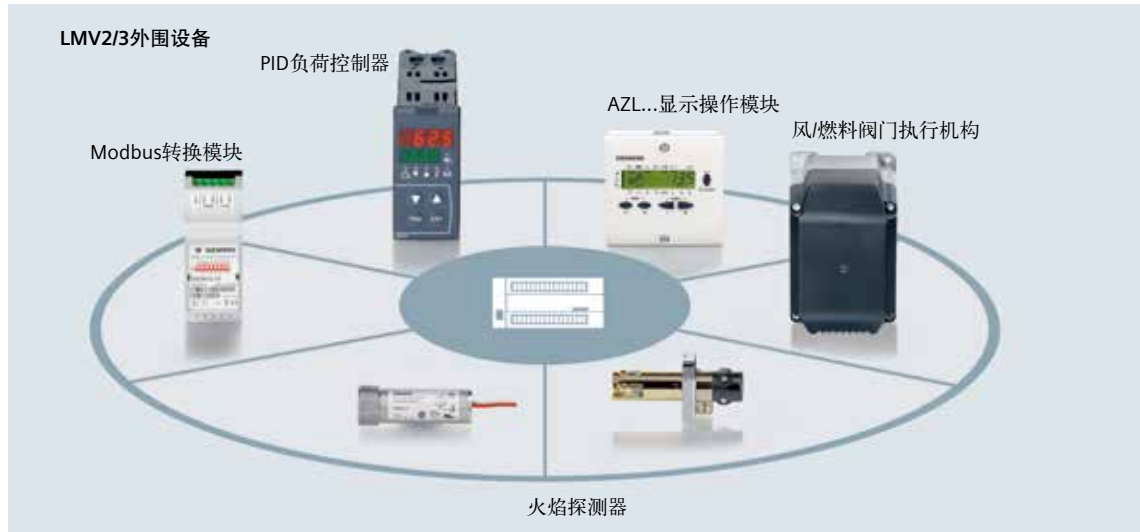 LMV2/3外围设备
PID负荷控制器
AZL...显示操作模块
风/燃料阀门执行机构
Modbus转换模块
SIEMENS
火焰探测器